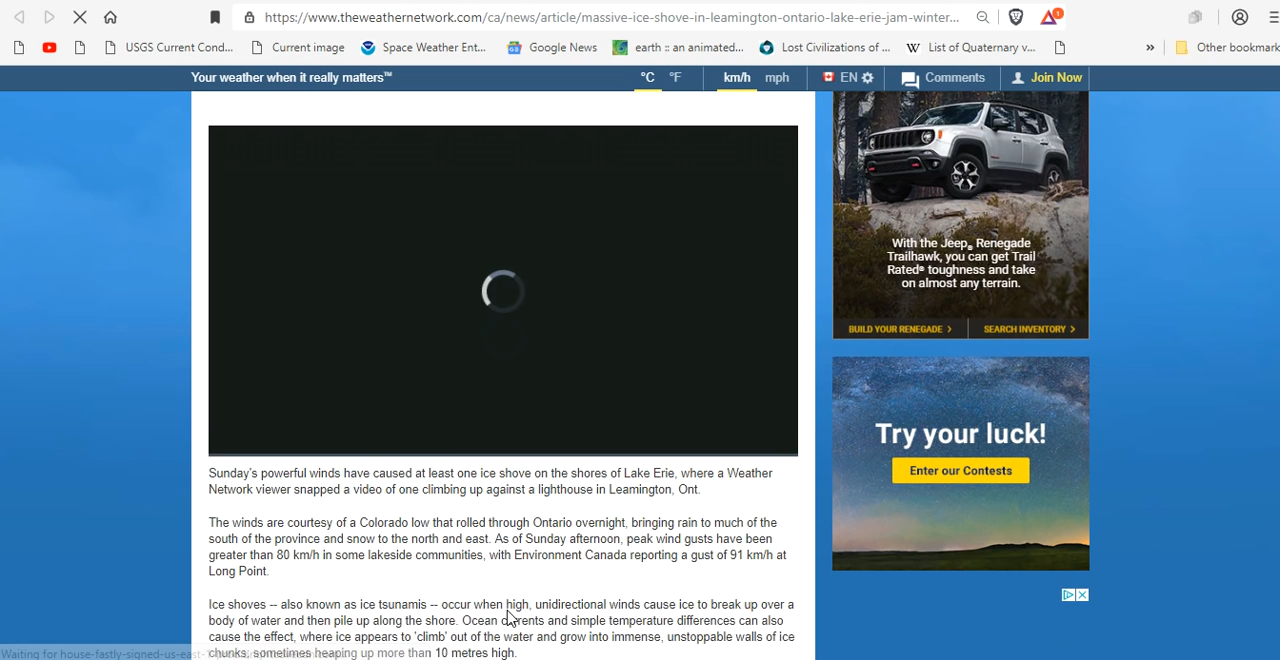 https://www.theweathernetwork.com/ca/news/article/massive-ice-shove-in-leamington-ontario-lake-erie-jam-winter...
1
USGS Current Cond...
Current image
Space Weather Ent...
Google News
earth :: an animated...
Lost Civilizations of ...
List of Quaternary v...
»
Other bookmark
Your weather when it really matters™
°C
°F
km/h
mph
EN
Comments
Join Now
With the Jeep® Renegade
Trailhawk, you can get Trail
Rated® toughness and take
on almost any terrain.
BUILD YOUR RENEGADE >
SEARCH INVENTORY >
Try your luck!
Enter our Contests
Sunday's powerful winds have caused at least one ice shove on the shores of Lake Erie, where a Weather
Network viewer snapped a video of one climbing up against a lighthouse in Leamington, Ont.
The winds are courtesy of a Colorado low that rolled through Ontario overnight, bringing rain to much of the
south of the province and snow to the north and east. As of Sunday afternoon, peak wind gusts have been
greater than 80 km/h in some lakeside communities, with Environment Canada reporting a gust of 91 km/h at
Long Point.
Ice shoves -- also known as ice tsunamis -- occur when high, unidirectional winds cause ice to break up over a
body of water and then pile up along the shore. Ocean currents and simple temperature differences can also
cause the effect, where ice appears to 'climb' out of the water and grow into immense, unstoppable walls of ice
chunks, sometimes heaping up more than 10 metres high.
Waiting for house-fastly-signed-us-east-